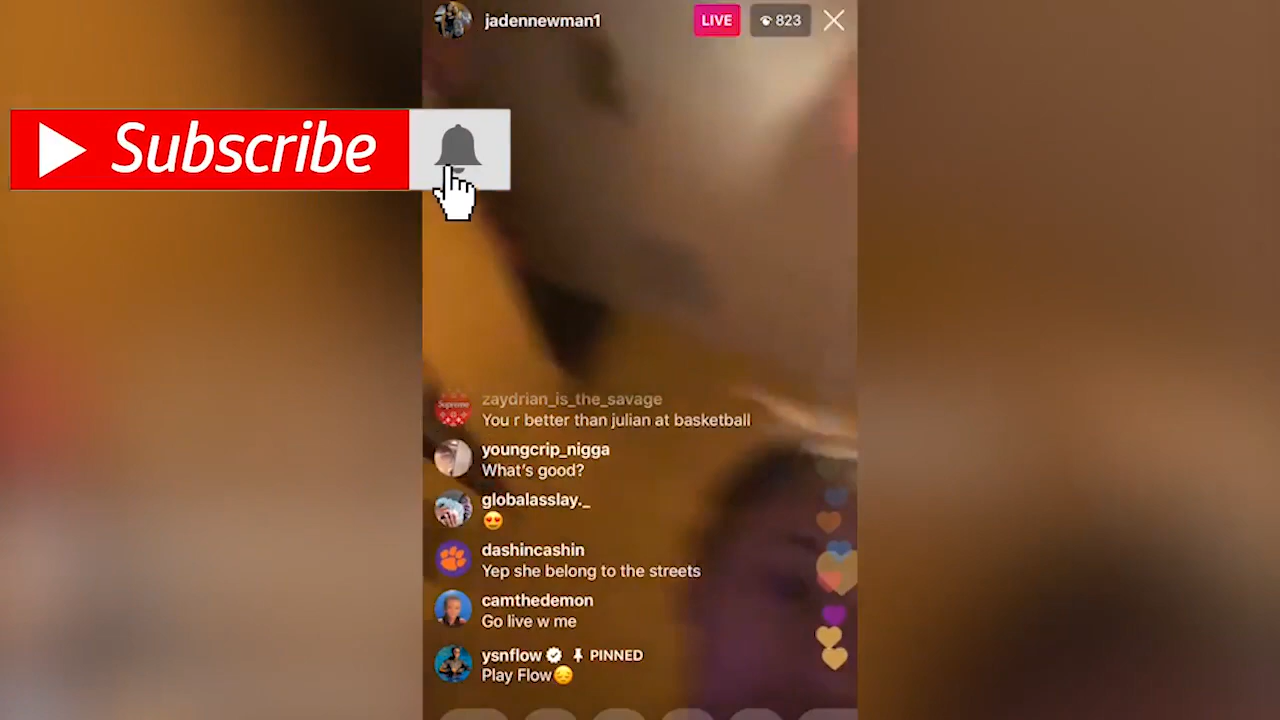 jadennewman1
LIVE
823
Subscribe
Supreme
zaydrian_is_the_savage
You r better than julian at basketball
youngcrip_nigga
What's good?
globalasslay._
😍
dashincashin
Yep she belong to the streets
camthedemon
Go live w me
ysnflow PINNED
Play Flow😔